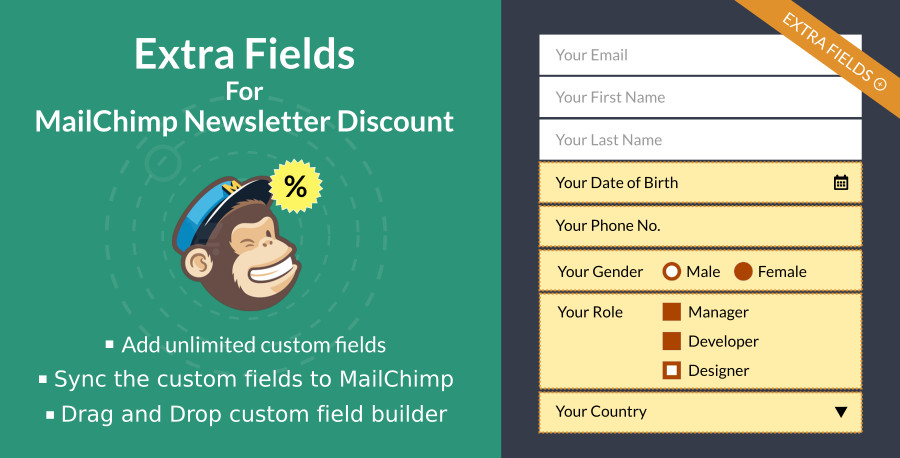 Extra Fields
For
MailChimp Newsletter Discount
%
▪ Add unlimited custom fields
▪ Sync the custom fields to MailChimp
▪ Drag and Drop custom field builder
EXTRA FIELDS
Your Email
Your First Name
Your Last Name
Your Date of Birth
Your Phone No.
Your Gender Male Female
Your Role Manager
Developer
Designer
Your Country